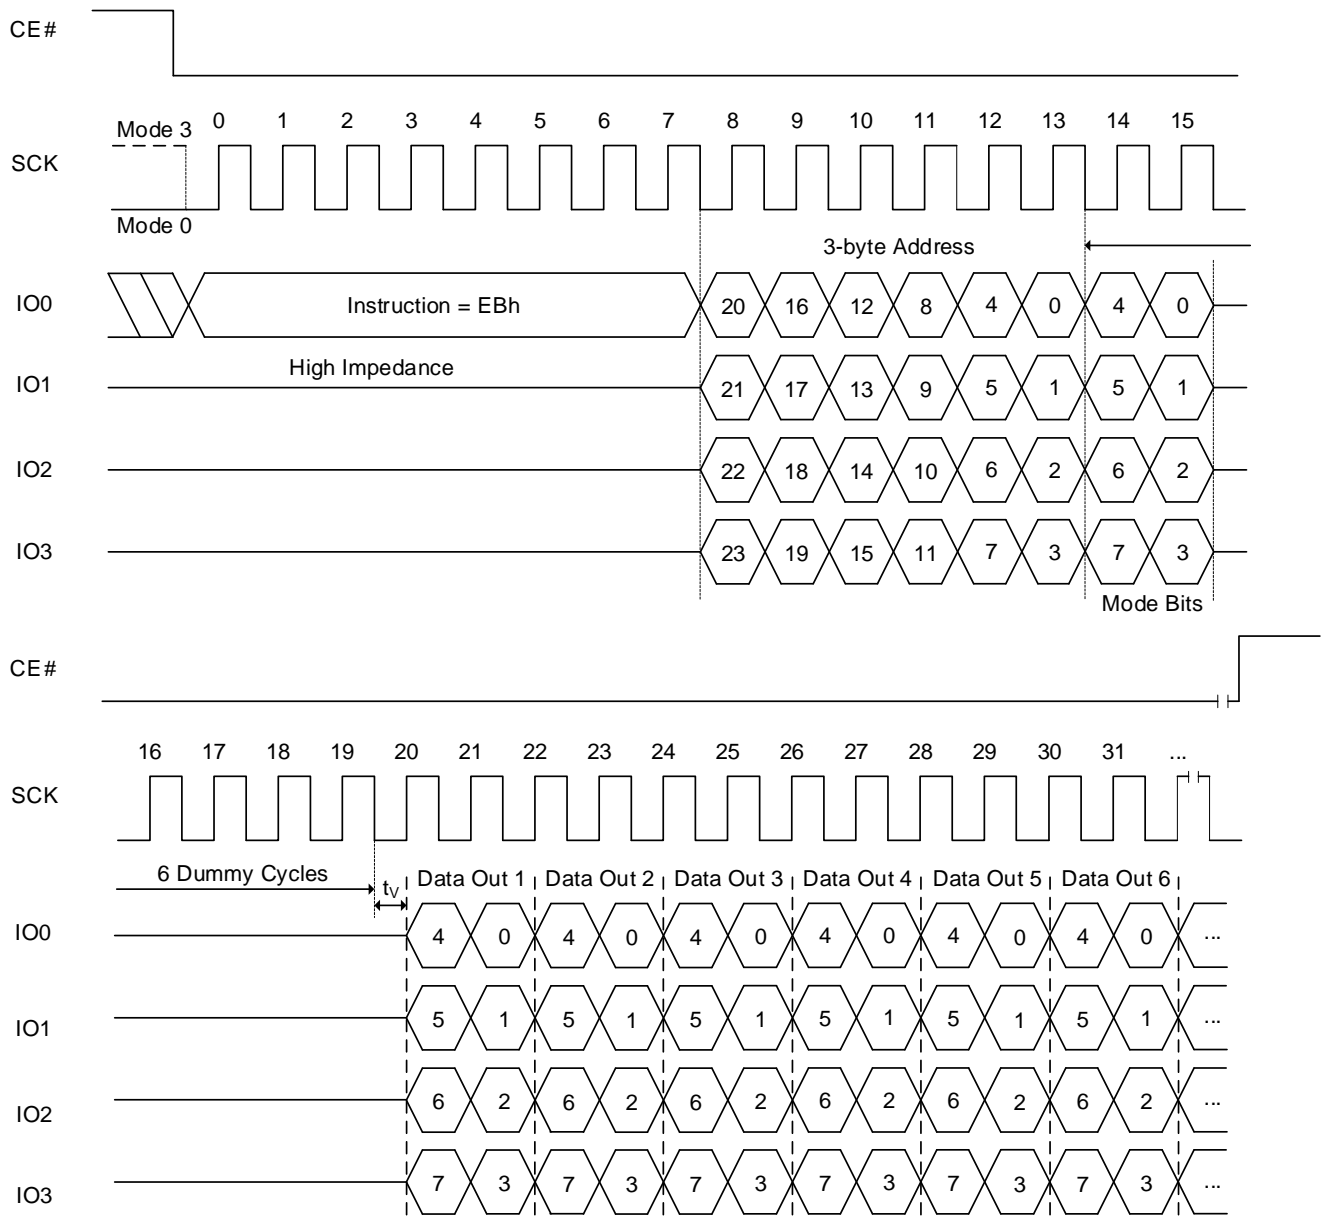 CE#
Mode 3 0 1 2 3 4 5 6 7 8 9 10 11 12 13 14 15
SCK
Mode 0
3-byte Address
IO0 Instruction = EBh 20 16 12 8 4 0 4 0
High Impedance
IO1 21 17 13 9 5 1 5 1
IO2 22 18 14 10 6 2 6 2
IO3 23 19 15 11 7 3 7 3
Mode Bits
CE#
16 17 18 19 20 21 22 23 24 25 26 27 28 29 30 31 ...
SCK
6 Dummy Cycles tV Data Out 1 Data Out 2 Data Out 3 Data Out 4 Data Out 5 Data Out 6
IO0 4 0 4 0 4 0 4 0 4 0 4 0 ...
IO1 5 1 5 1 5 1 5 1 5 1 5 1 ...
IO2 6 2 6 2 6 2 6 2 6 2 6 2 ...
IO3 7 3 7 3 7 3 7 3 7 3 7 3 ...